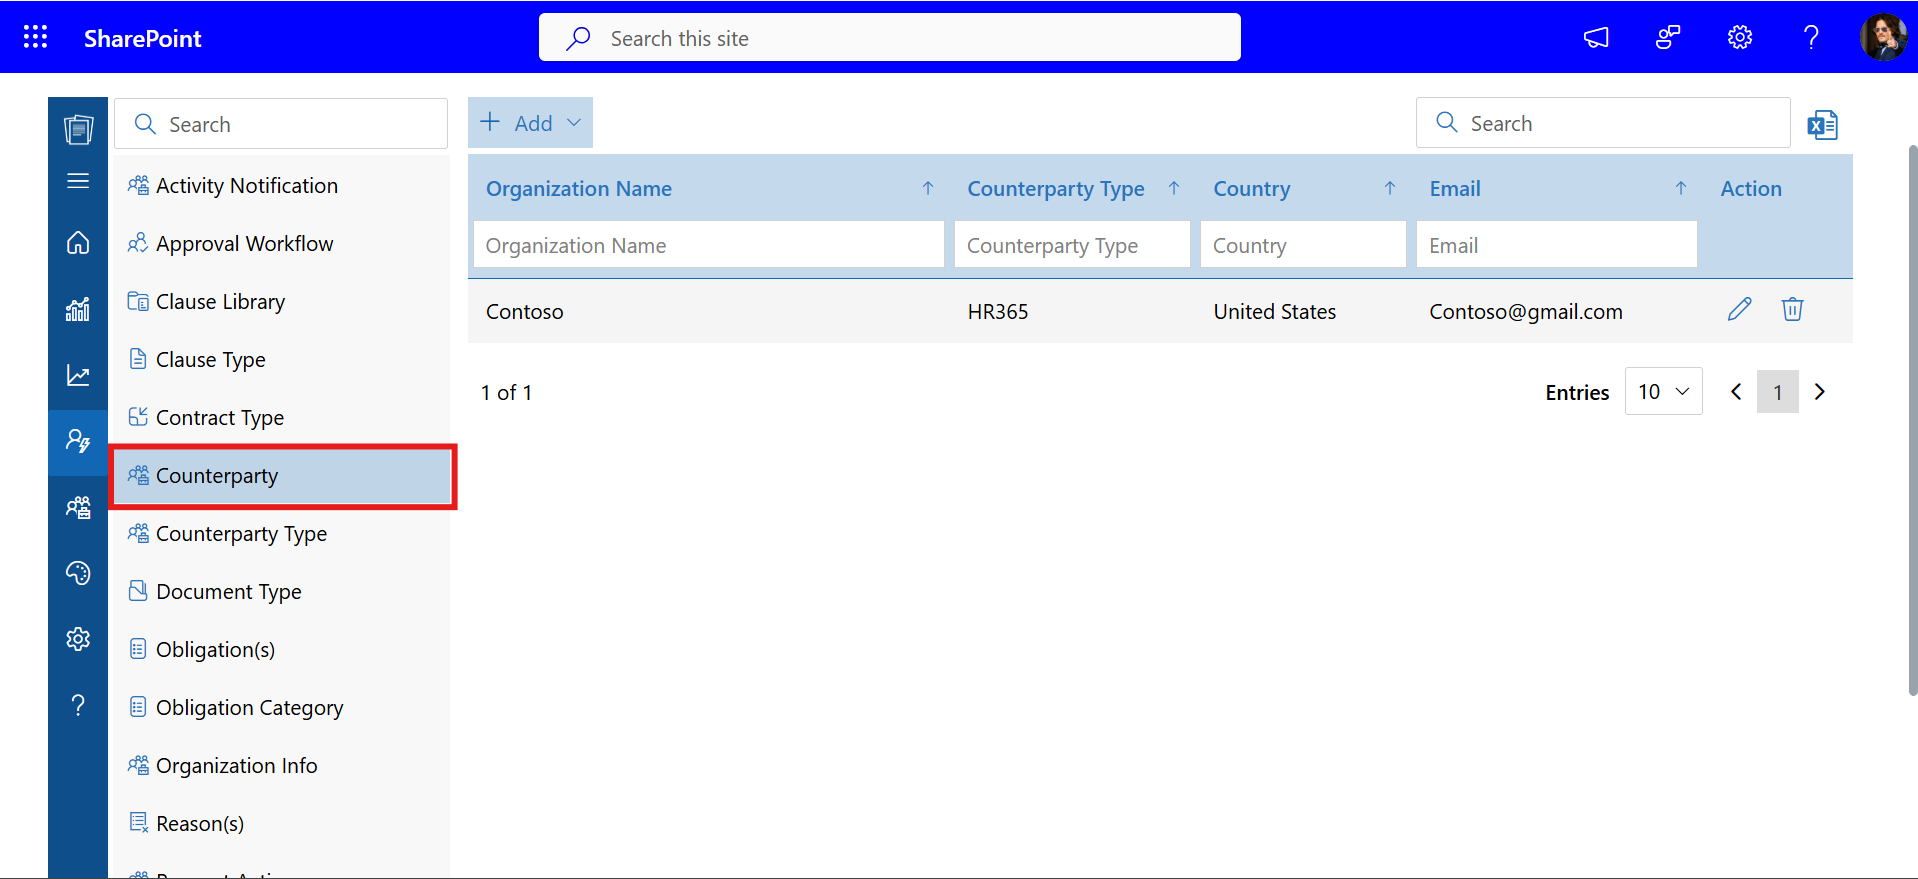 SharePoint
Search this site
Search
Activity Notification
Approval Workflow
Clause Library
Clause Type
Contract Type
Counterparty
Counterparty Type
Document Type
Obligation(s)
Obligation Category
Organization Info
Reason(s)
Add
Search
Organization Name Counterparty Type Country Email Action
Organization Name Counterparty Type Country Email
Contoso HR365 United States Contoso@gmail.com
1 of 1
Entries 10 1